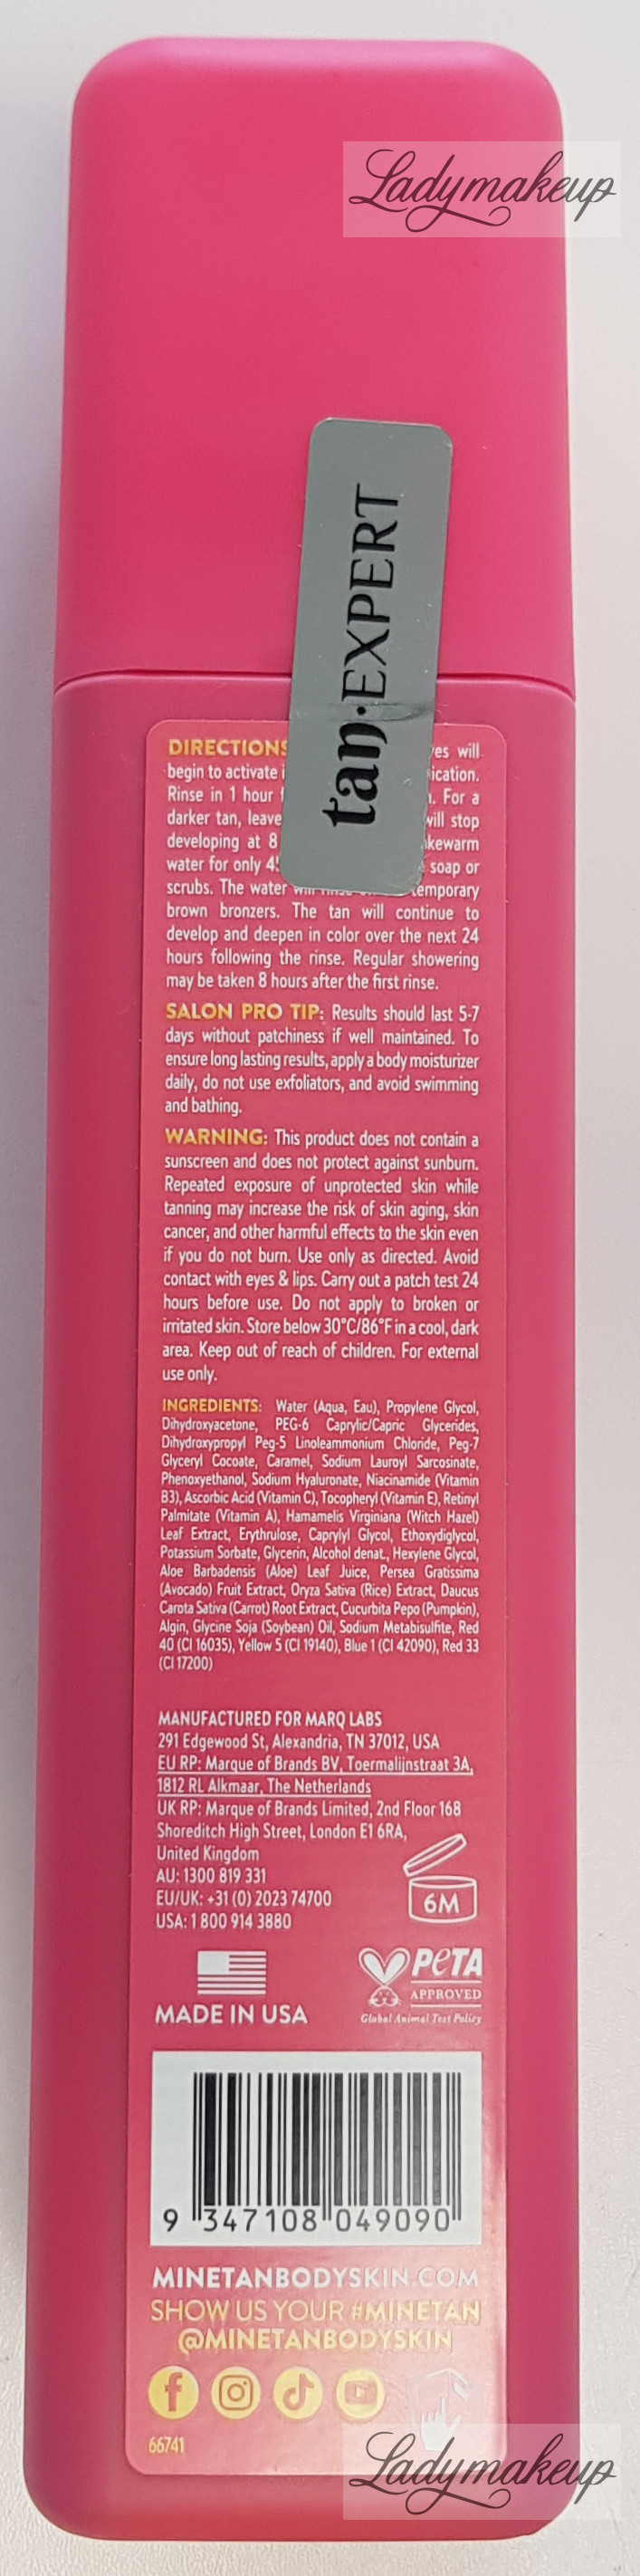 Ladymakeup
tan·EXPERT
DIRECTIONS will
begin to activate
Rinse in 1 hour For a
darker tan, leave will stop
developing at 8
water for only soap or
scrubs. The water will temporary
brown bronzers. The tan will continue to
develop and deepen in color over the next 24
hours following the rinse. Regular showering
may be taken 8 hours after the first rinse.
SALON PRO TIP: Results should last 5-7
days without patchiness if well maintained. To
ensure long lasting results, apply a body moisturizer
daily, do not use exfoliators, and avoid swimming
and bathing.
WARNING: This product does not contain a
sunscreen and does not protect against sunburn.
Repeated exposure of unprotected skin while
tanning may increase the risk of skin aging, skin
cancer, and other harmful effects to the skin even
if you do not burn. Use only as directed. Avoid
contact with eyes & lips. Carry out a patch test 24
hours before use. Do not apply to broken or
irritated skin. Store below 30°C/86°F in a cool, dark
area. Keep out of reach of children. For external
use only.
INGREDIENTS: Water (Aqua, Eau), Propylene Glycol,
Dihydroxyacetone, PEG-6 Caprylic/Capric Glycerides,
Dihydroxypropyl Peg-5 Linoleammonium Chloride, Peg-7
Glyceryl Cocoate, Caramel, Sodium Lauroyl Sarcosinate,
Phenoxyethanol, Sodium Hyaluronate, Niacinamide (Vitamin
B3), Ascorbic Acid (Vitamin C), Tocopheryl (Vitamin E), Retinyl
Palmitate (Vitamin A), Hamamelis Virginiana (Witch Hazel)
Leaf Extract, Erythrulose, Caprylyl Glycol, Ethoxydiglycol,
Potassium Sorbate, Glycerin, Alcohol denat., Hexylene Glycol,
Aloe Barbadensis (Aloe) Leaf Juice, Persea Gratissima
(Avocado) Fruit Extract, Oryza Sativa (Rice) Extract, Daucus
Carota Sativa (Carrot) Root Extract, Cucurbita Pepo (Pumpkin),
Algin, Glycine Soja (Soybean) Oil, Sodium Metabisulfite, Red
40 (CI 16035), Yellow 5 (CI 19140), Blue 1 (CI 42090), Red 33
(CI 17200)
MANUFACTURED FOR MARQ LABS
291 Edgewood St, Alexandria, TN 37012, USA
EU RP: Marque of Brands BV, Toermalijnstraat 3A,
1812 RL Alkmaar, The Netherlands
UK RP: Marque of Brands Limited, 2nd Floor 168
Shoreditch High Street, London E1 6RA,
United Kingdom
AU: 1300 819 331
EU/UK: +31 (0) 2023 74700
USA: 1 800 914 3880
6M
MADE IN USA
PETA
APPROVED
Global Animal Test Policy
9 347108 049090
MINETANBODYSKIN.COM
SHOW US YOUR #MINETAN
@MINETANBODYSKIN
66741
Ladymakeup